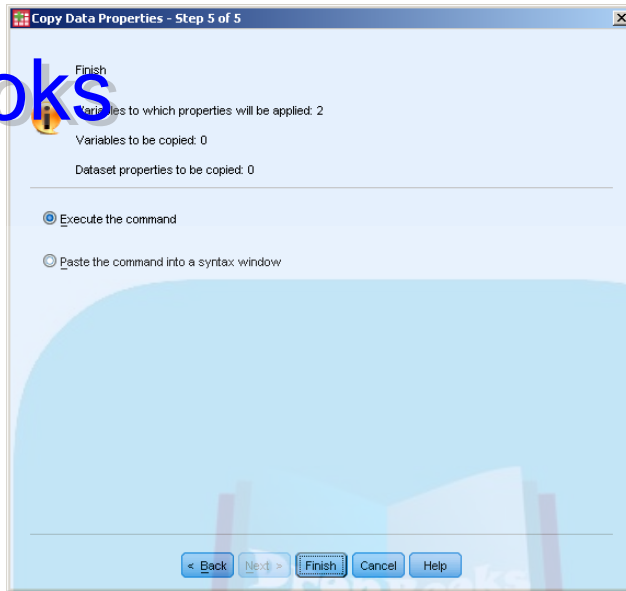 Copy Data Properties - Step 5 of 5
oks
Finish
Variables to which properties will be applied: 2
Variables to be copied: 0
Dataset properties to be copied: 0
Execute the command
Paste the command into a syntax window
< Back
Next >
Finish
Cancel
Help